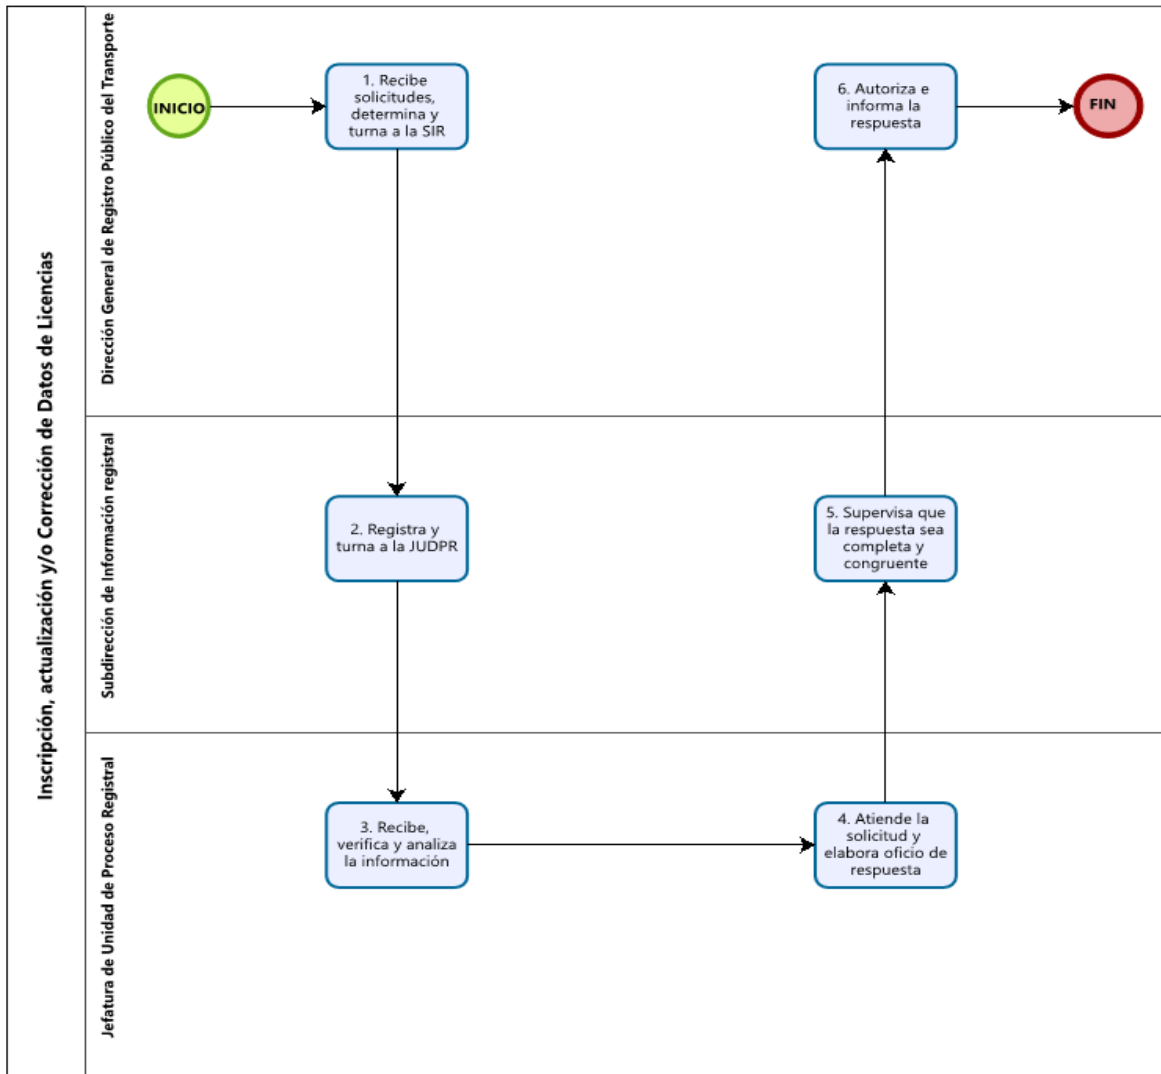 Inscripción, actualización y/o Corrección de Datos de Licencias
Dirección General de Registro Público del Transporte
INICIO
1. Recibe
solicitudes,
determina y
turna a la SIR
6. Autoriza e
informa la
respuesta
FIN
Subdirección de Información registral
2. Registra y
turna a la JUDPR
5. Supervisa que
la respuesta sea
completa y
congruente
Jefatura de Unidad de Proceso Registral
3. Recibe,
verifica y analiza
la información
4. Atiende la
solicitud y
elabora oficio de
respuesta